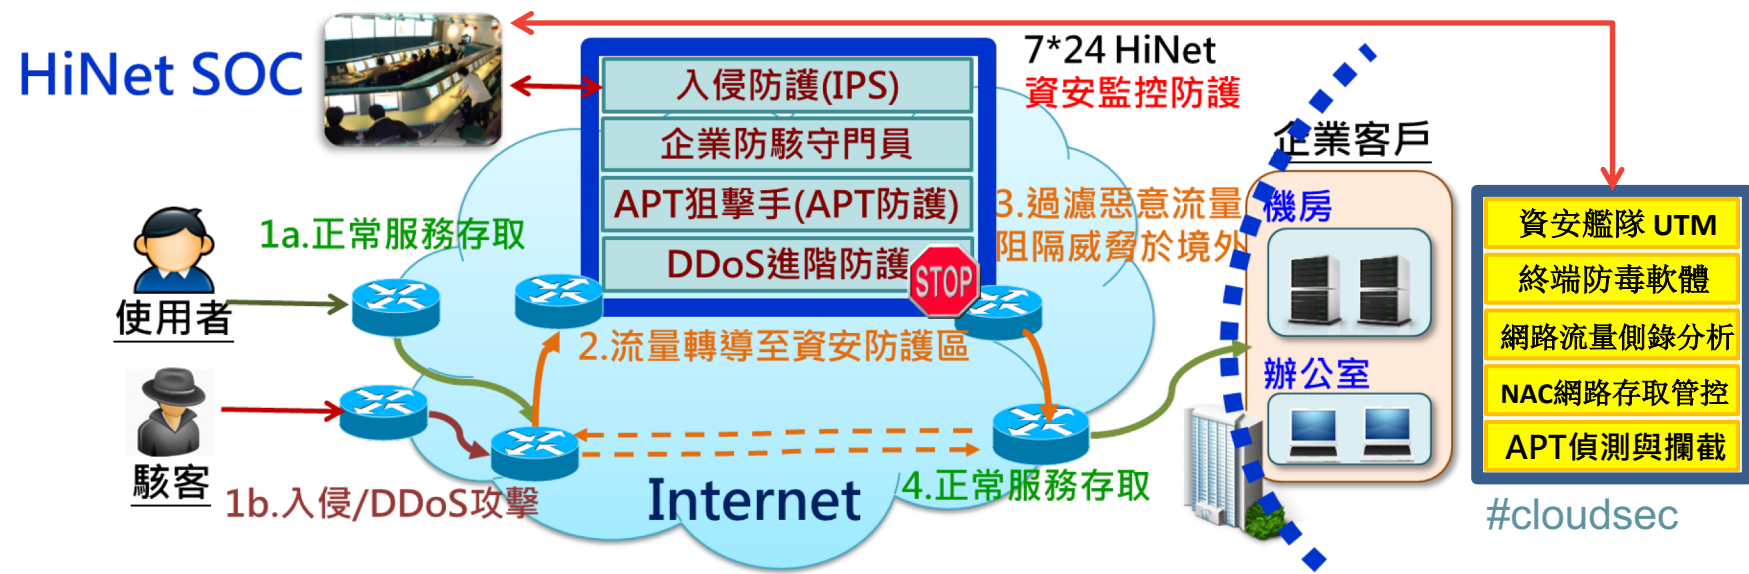 HiNet SOC
入侵防護(IPS)
企業防駭守門員
APT狙擊手(APT防護)
DDoS進階防護
STOP
7*24 HiNet
資安監控防護
企業客戶
機房
辦公室
使用者
駭客
1a.正常服務存取
1b.入侵/DDoS攻擊
2.流量轉導至資安防護區
3.過濾惡意流量
阻隔威脅於境外
4.正常服務存取
Internet
資安艦隊 UTM
終端防毒軟體
網路流量側錄分析
NAC網路存取管控
APT偵測與攔截
#cloudsec